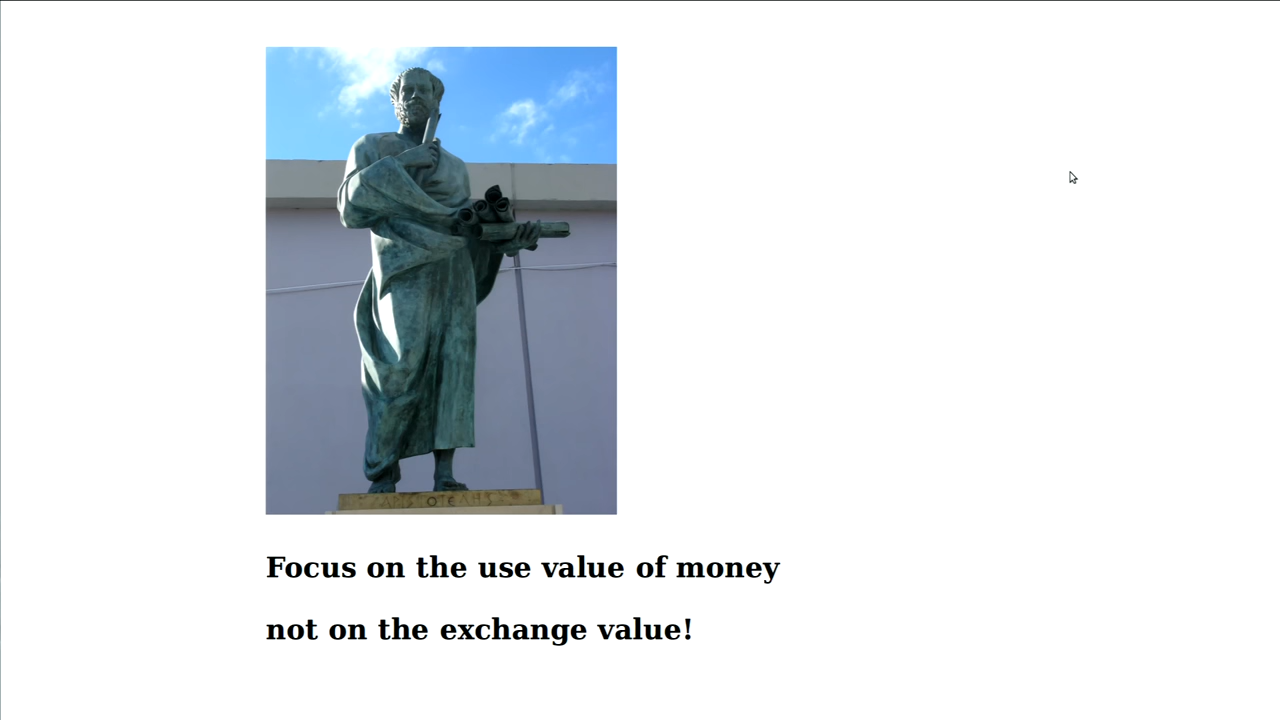 Focus on the use value of money
not on the exchange value!